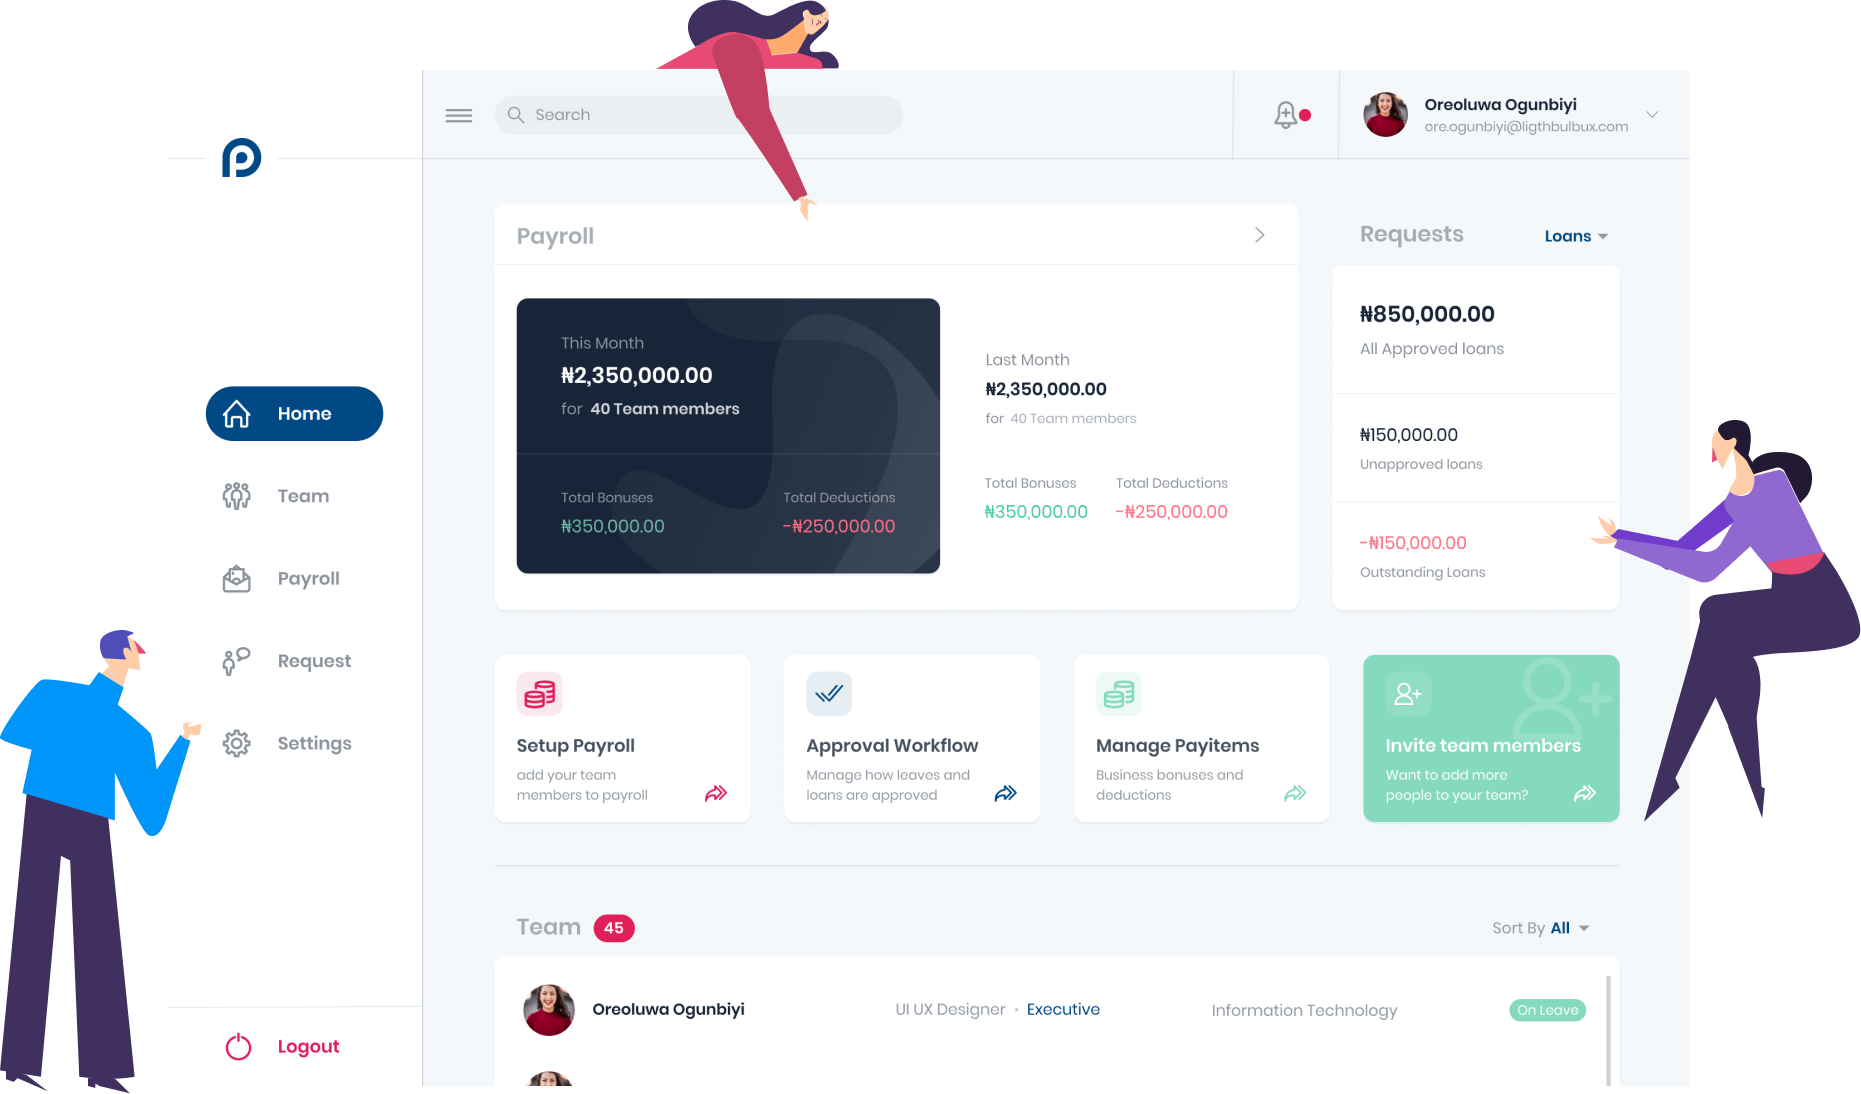 Search
Oreoluwa Ogunbiyi
ore.ogunbiyi@ligthbulbux.com
Home
Team
Payroll
Request
Settings
Logout
Payroll
This Month
₦2,350,000.00
for 40 Team members
Total Bonuses
₦350,000.00
Total Deductions
-₦250,000.00
Last Month
₦2,350,000.00
for 40 Team members
Total Bonuses
₦350,000.00
Total Deductions
-₦250,000.00
Requests
Loans
₦850,000.00
All Approved loans
₦150,000.00
Unapproved loans
-₦150,000.00
Outstanding Loans
Setup Payroll
add your team
members to payroll
Approval Workflow
Manage how leaves and
loans are approved
Manage Payitems
Business bonuses and
deductions
Invite team members
Want to add more
people to your team?
Team 45
Sort By All
Oreoluwa Ogunbiyi
UI UX Designer • Executive
Information Technology
On Leave